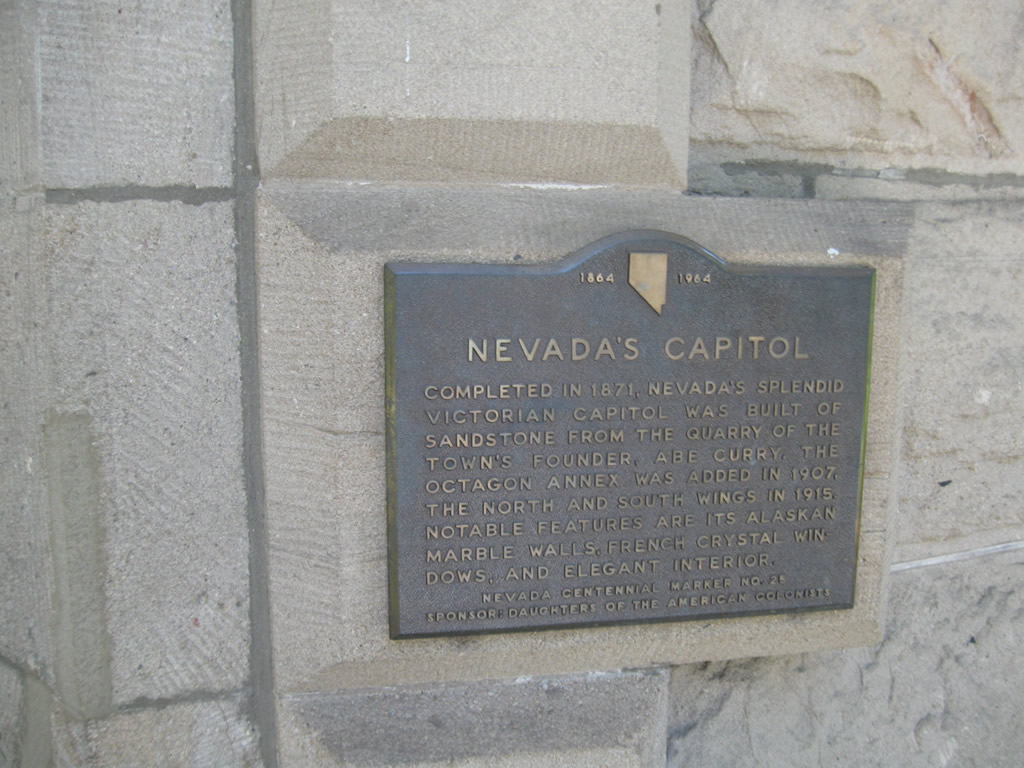 1864 1964
NEVADA'S CAPITOL
COMPLETED IN 1871, NEVADA'S SPLENDID
VICTORIAN CAPITOL WAS BUILT OF
SANDSTONE FROM THE QUARRY OF THE
TOWN'S FOUNDER, ABE CURRY. THE
OCTAGON ANNEX WAS ADDED IN 1907,
THE NORTH AND SOUTH WINGS IN 1915.
NOTABLE FEATURES ARE ITS ALASKAN
MARBLE WALLS, FRENCH CRYSTAL WIN-
DOWS, AND ELEGANT INTERIOR.
NEVADA CENTENNIAL MARKER NO. 25
SPONSOR: DAUGHTERS OF THE AMERICAN COLONISTS